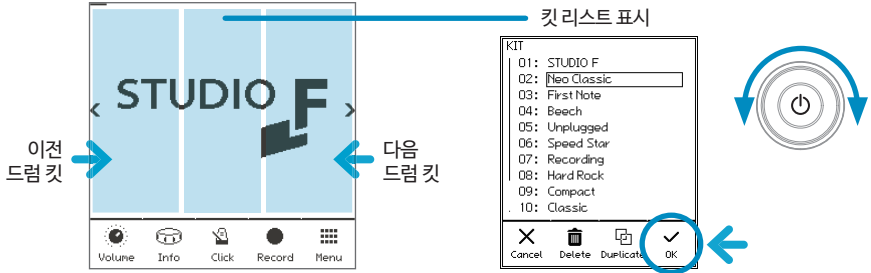 킷 리스트 표시
STUDIO F
이전
드럼 킷
다음
드럼 킷
Volume
Info
Click
Record
Menu
KIT
01: STUDIO F
02: Neo Classic
03: First Note
04: Beech
05: Unplugged
06: Speed Star
07: Recording
08: Hard Rock
09: Compact
10: Classic
Cancel
Delete
Duplicate
OK